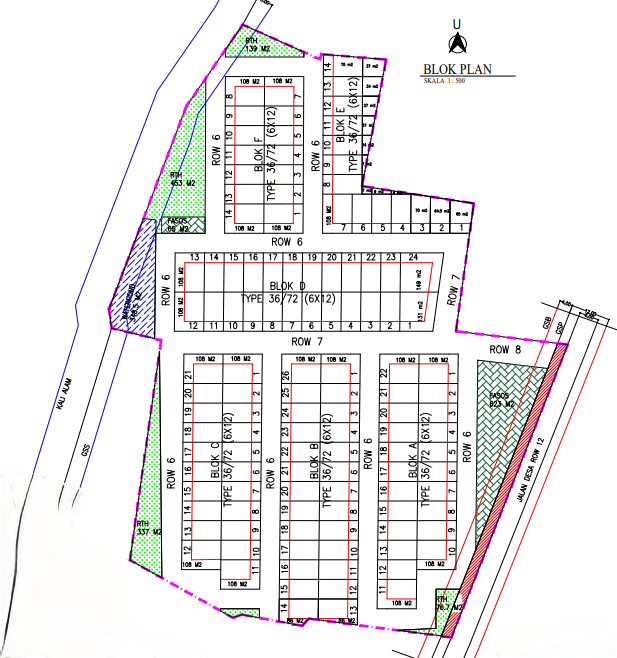 U
BLOK PLAN
SKALA 1 : 500
RTH
139 M2
108 M2 108 M2
BLOK F
TYPE 36/72 (6X12)
8 9 10 11 12 13 14
7 6 5 4 3 2 1
108 M2 108 M2
ROW 6
ROW 6
BLOK E
TYPE 36/72 (6X12)
14 13 12 11 10 9 8
7 6 5 4 3 2 1
108 M2
RTH
453 M2
FASOS
ROW 6
ROW 6
13 14 15 16 17 18 19 20 21 22 23 24
108 M2
BLOK D
TYPE 36/72 (6X12)
108 M2
149 m2
131 m2
12 11 10 9 8 7 6 5 4 3 2 1
ROW 7
ROW 7
ROW 8
108 M2 108 M2
BLOK C
TYPE 36/72 (6X12)
21 20 19 18 17 16 15 14 13 12
1 2 3 4 5 6 7 8 9 10 11
108 M2
108 M2
ROW 6
ROW 6
108 M2 108 M2
BLOK B
TYPE 36/72 (6X12)
26 25 24 23 22 21 20 19 18 17 16 15 14
1 2 3 4 5 6 7 8 9 10 11 12 13
86 M2 86 M2
ROW 6
108 M2 108 M2
BLOK A
TYPE 36/72 (6X12)
22 21 20 19 18 17 16 15 14 13 12 11
1 2 3 4 5 6 7 8 9 10
108 M2
108 M2
ROW 6
FASOS
823 M2
GSB
GSP
JALAN DESA ROW 12
KALI ALAM
GSS
RTH
337 M2
RTH
76.7 M2